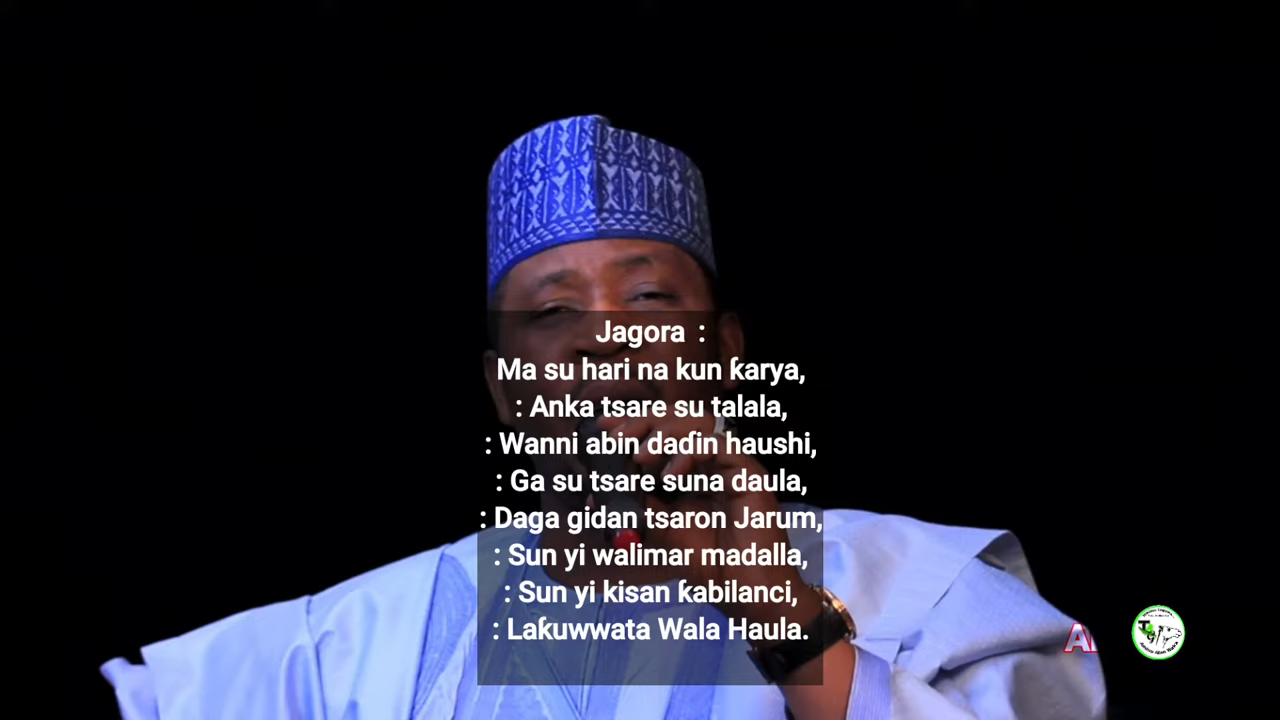 Jagora :
Ma su hari na kun ƙarya,
: Anka tsare su talala,
: Wanni abin daɗin haushi,
: Ga su tsare suna daula,
: Daga gidan tsaron Jarum,
: Sun yi walimar madalla,
: Sun yi kisan ƙabilanci,
: Laƙuwwata Wala Haula.